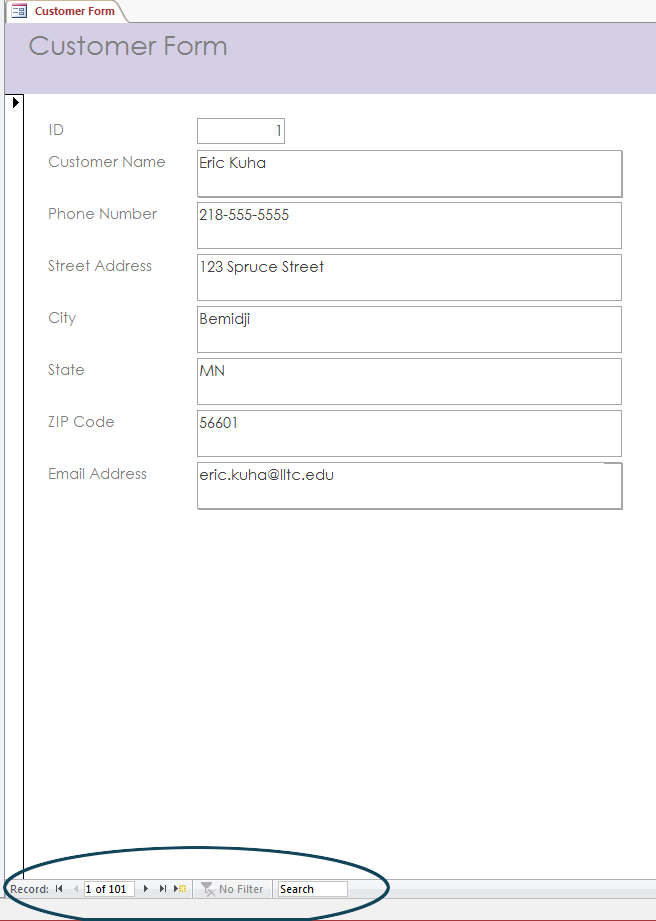 Customer Form
Customer Form
ID 1
Customer Name Eric Kuha
Phone Number 218-555-5555
Street Address 123 Spruce Street
City Bemidji
State MN
ZIP Code 56601
Email Address eric.kuha@lltc.edu
Record: 1 of 101 No Filter Search